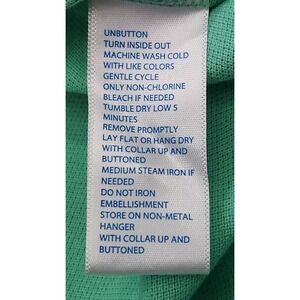 UNBUTTON
TURN INSIDE OUT
MACHINE WASH COLD
WITH LIKE COLORS
GENTLE CYCLE
ONLY NON-CHLORINE
BLEACH IF NEEDED
TUMBLE DRY LOW 5
MINUTES
REMOVE PROMPTLY
LAY FLAT OR HANG DRY
WITH COLLAR UP AND
BUTTONED
MEDIUM STEAM IRON IF
NEEDED
DO NOT IRON
EMBELLISHMENT
STORE ON NON-METAL
HANGER
WITH COLLAR UP AND
BUTTONED